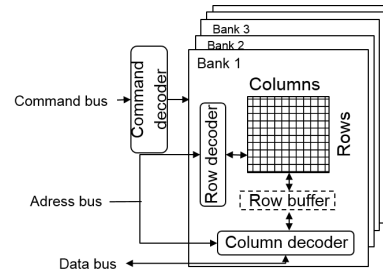 Bank 3
Bank 2
Bank 1
Columns
Command bus
Command
decoder
Row decoder
Rows
Adress bus
Row buffer
Column decoder
Data bus